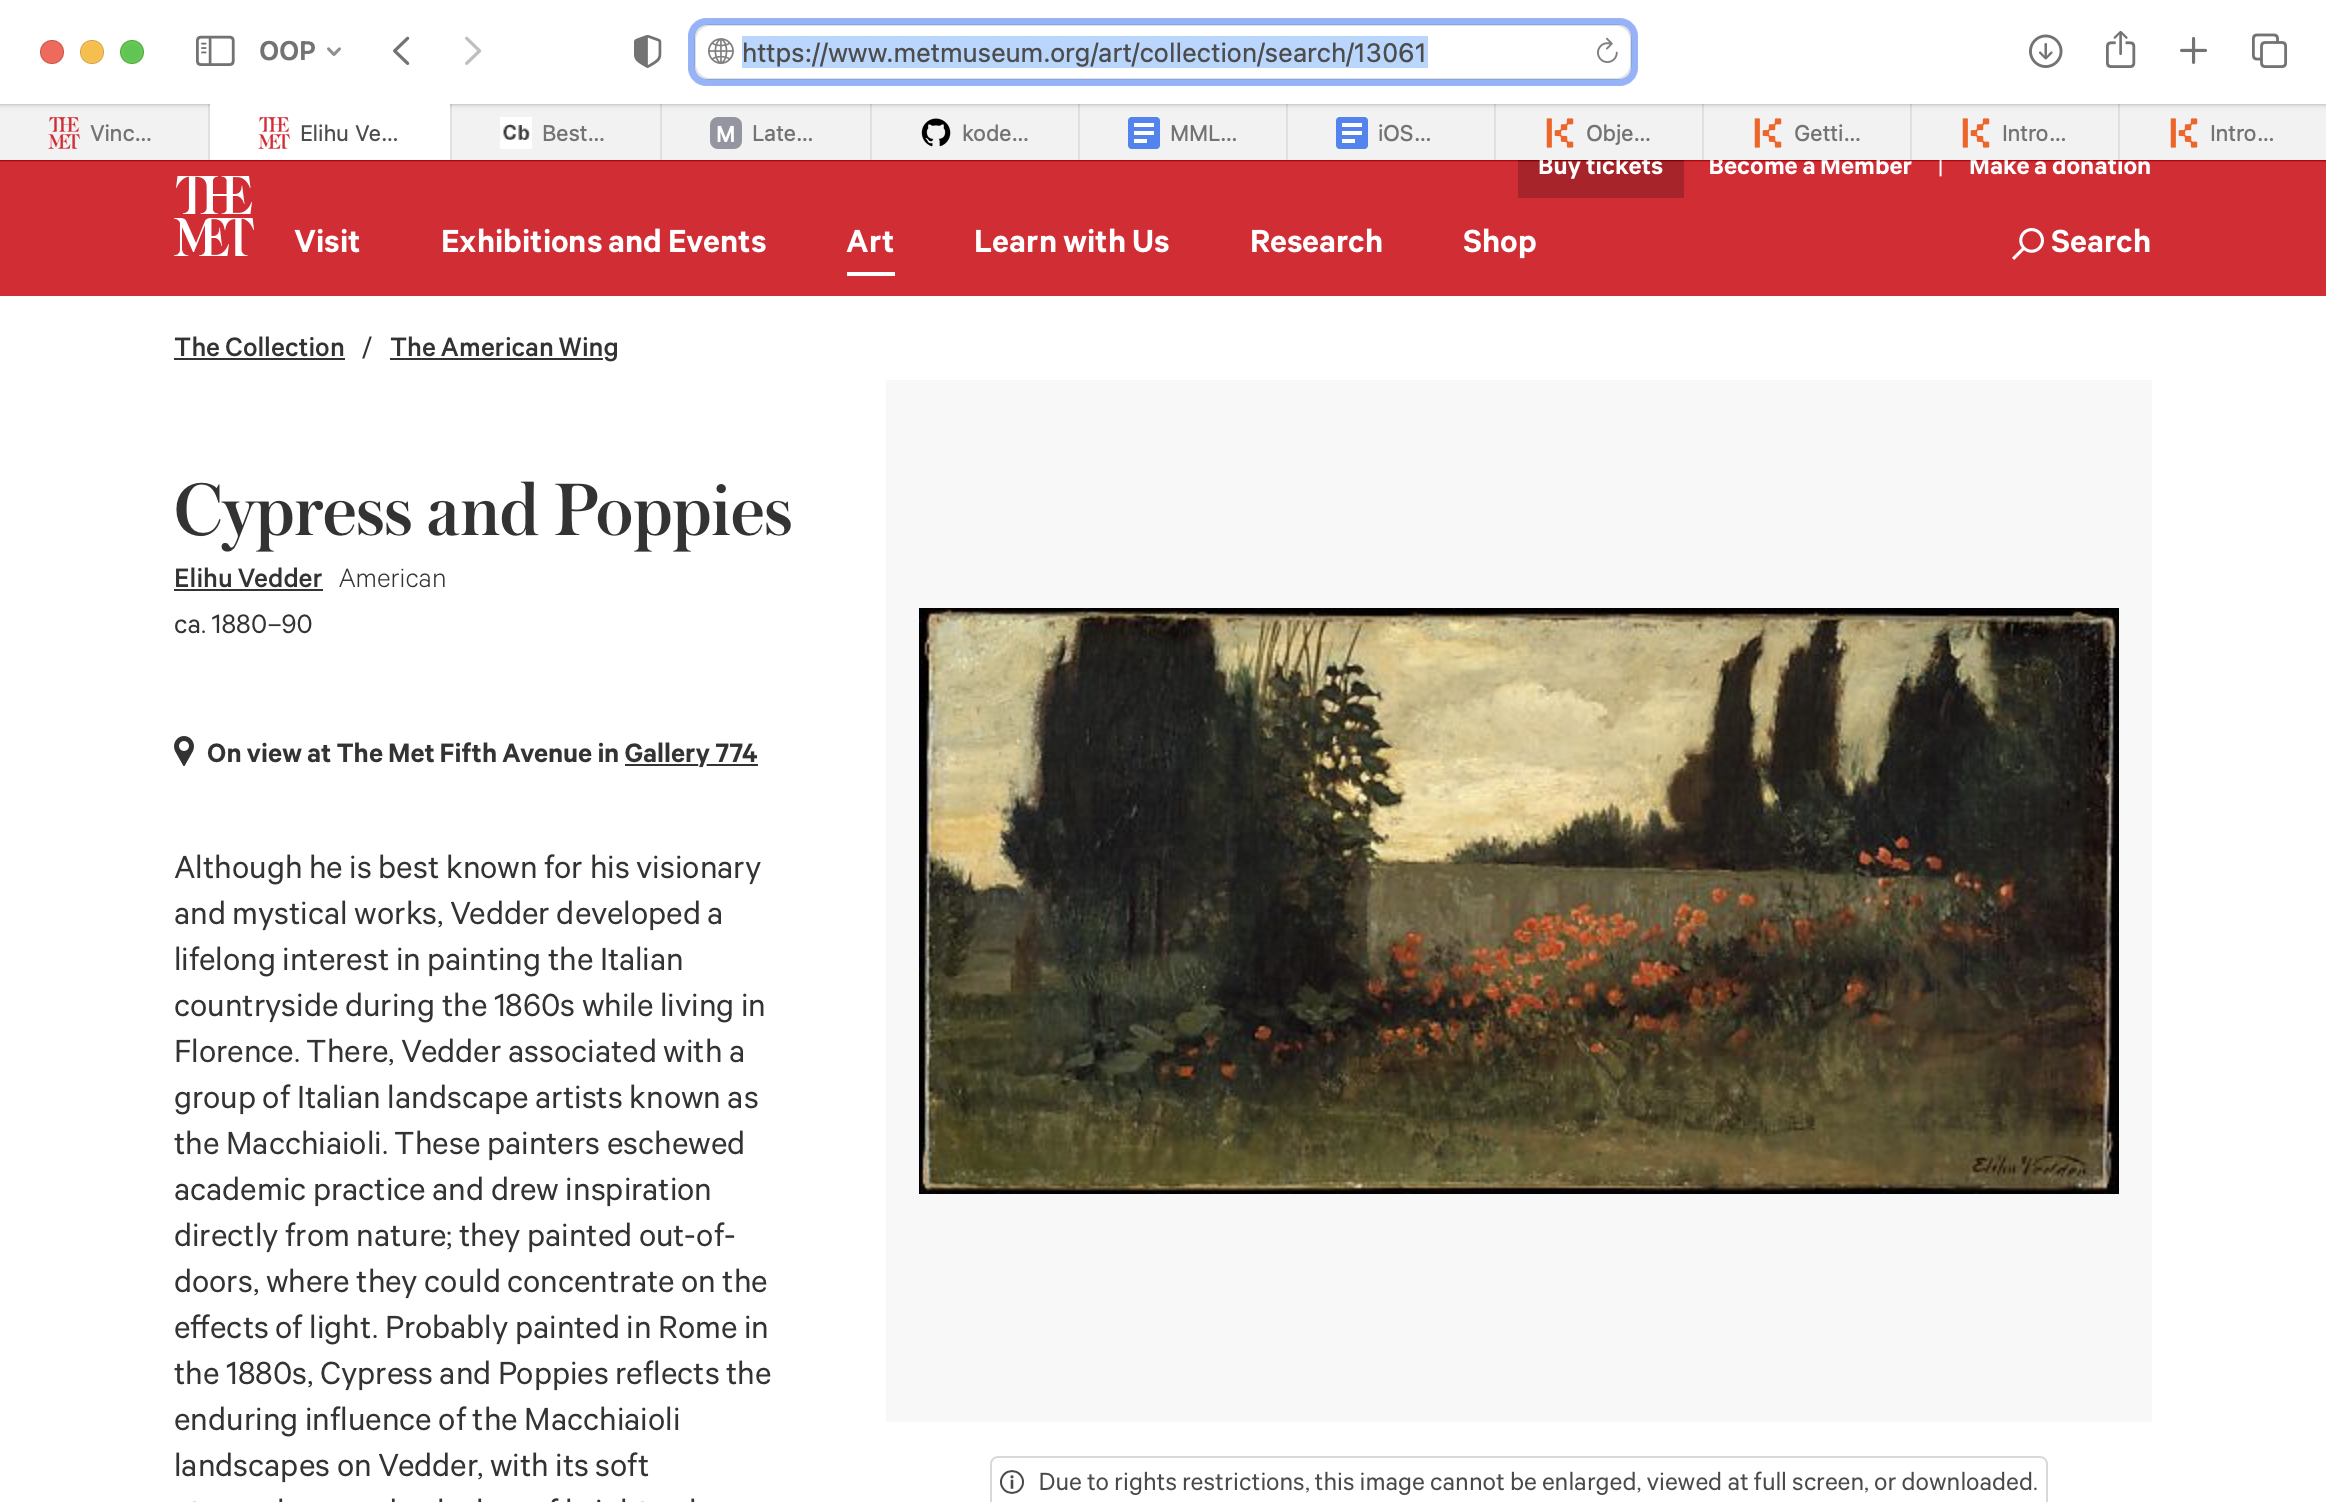 OOP
https://www.metmuseum.org/art/collection/search/13061
THE MET Vinc...
THE MET Elihu Ve...
Cb Best...
M Late...
kode...
MML...
iOS...
Obje...
Getti...
Intro...
Intro...
Buy tickets
Become a Member |
Make a donation
THE
MET
Visit
Exhibitions and Events
Art
Learn with Us
Research
Shop
Search
The Collection / The American Wing
Cypress and Poppies
Elihu Vedder American
ca. 1880–90
On view at The Met Fifth Avenue in Gallery 774
Although he is best known for his visionary
and mystical works, Vedder developed a
lifelong interest in painting the Italian
countryside during the 1860s while living in
Florence. There, Vedder associated with a
group of Italian landscape artists known as
the Macchiaioli. These painters eschewed
academic practice and drew inspiration
directly from nature; they painted out-of-
doors, where they could concentrate on the
effects of light. Probably painted in Rome in
the 1880s, Cypress and Poppies reflects the
enduring influence of the Macchiaioli
landscapes on Vedder, with its soft
Elihu Vedder
Due to rights restrictions, this image cannot be enlarged, viewed at full screen, or downloaded.